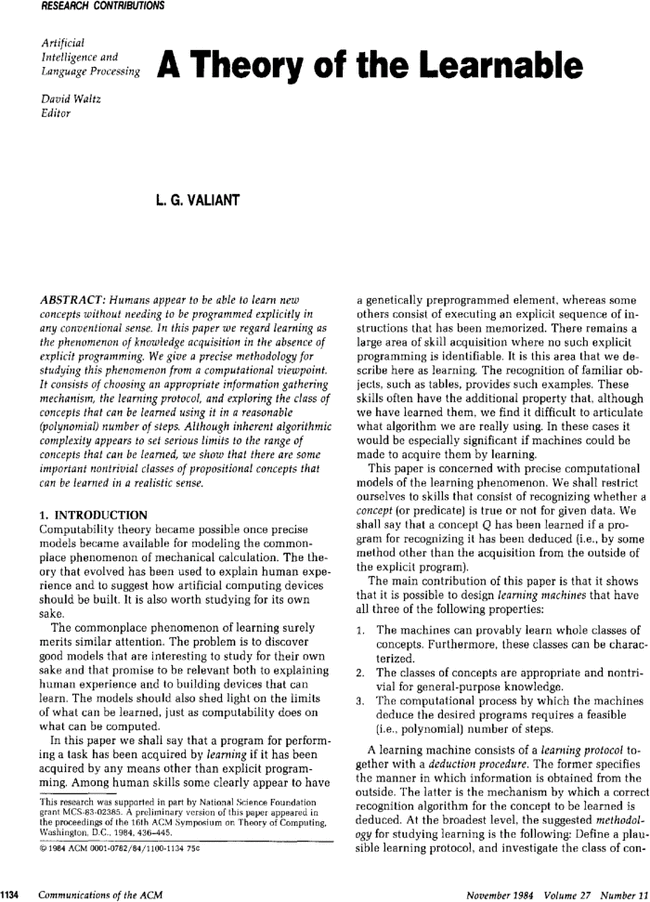 RESEARCH CONTRIBUTIONS
Artificial
Intelligence and
Language Processing
David Waltz
Editor
A Theory of the Learnable
L. G. VALIANT
ABSTRACT: Humans appear to be able to learn new
concepts without needing to be programmed explicitly in
any conventional sense. In this paper we regard learning as
the phenomenon of knowledge acquisition in the absence of
explicit programming. We give a precise methodology for
studying this phenomenon from a computational viewpoint.
It consists of choosing an appropriate information gathering
mechanism, the learning protocol, and exploring the class of
concepts that can be learned using it in a reasonable
(polynomial) number of steps. Although inherent algorithmic
complexity appears to set serious limits to the range of
concepts that can be learned, we show that there are some
important nontrivial classes of propositional concepts that
can be learned in a realistic sense.
1. INTRODUCTION
Computability theory became possible once precise
models became available for modeling the common-
place phenomenon of mechanical calculation. The the-
ory that evolved has been used to explain human expe-
rience and to suggest how artificial computing devices
should be built. It is also worth studying for its own
sake.
The commonplace phenomenon of learning surely
merits similar attention. The problem is to discover
good models that are interesting to study for their own
sake and that promise to be relevant both to explaining
human experience and to building devices that can
learn. The models should also shed light on the limits
of what can be learned, just as computability does on
what can be computed.
In this paper we shall say that a program for perform-
ing a task has been acquired by learning if it has been
acquired by any means other than explicit program-
ming. Among human skills some clearly appear to have
This research was supported in part by National Science Foundation
grant MCS-83-02385. A preliminary version of this paper appeared in
the proceedings of the 16th ACM Symposium on Theory of Computing,
Washington, D.C., 1984, 436–445.
© 1984 ACM 0001-0782/84/1100-1134 75¢
a genetically preprogrammed element, whereas some
others consist of executing an explicit sequence of in-
structions that has been memorized. There remains a
large area of skill acquisition where no such explicit
programming is identifiable. It is this area that we de-
scribe here as learning. The recognition of familiar ob-
jects, such as tables, provides such examples. These
skills often have the additional property that, although
we have learned them, we find it difficult to articulate
what algorithm we are really using. In these cases it
would be especially significant if machines could be
made to acquire them by learning.
This paper is concerned with precise computational
models of the learning phenomenon. We shall restrict
ourselves to skills that consist of recognizing whether a
concept (or predicate) is true or not for given data. We
shall say that a concept Q has been learned if a pro-
gram for recognizing it has been deduced (i.e., by some
method other than the acquisition from the outside of
the explicit program).
The main contribution of this paper is that it shows
that it is possible to design learning machines that have
all three of the following properties:
1. The machines can provably learn whole classes of
concepts. Furthermore, these classes can be charac-
terized.
2. The classes of concepts are appropriate and nontri-
vial for general-purpose knowledge.
3. The computational process by which the machines
deduce the desired programs requires a feasible
(i.e., polynomial) number of steps.
A learning machine consists of a learning protocol to-
gether with a deduction procedure. The former specifies
the manner in which information is obtained from the
outside. The latter is the mechanism by which a correct
recognition algorithm for the concept to be learned is
deduced. At the broadest level, the suggested methodol-
ogy for studying learning is the following: Define a plau-
sible learning protocol, and investigate the class of con-
1134 Communications of the ACM
November 1984 Volume 27 Number 11